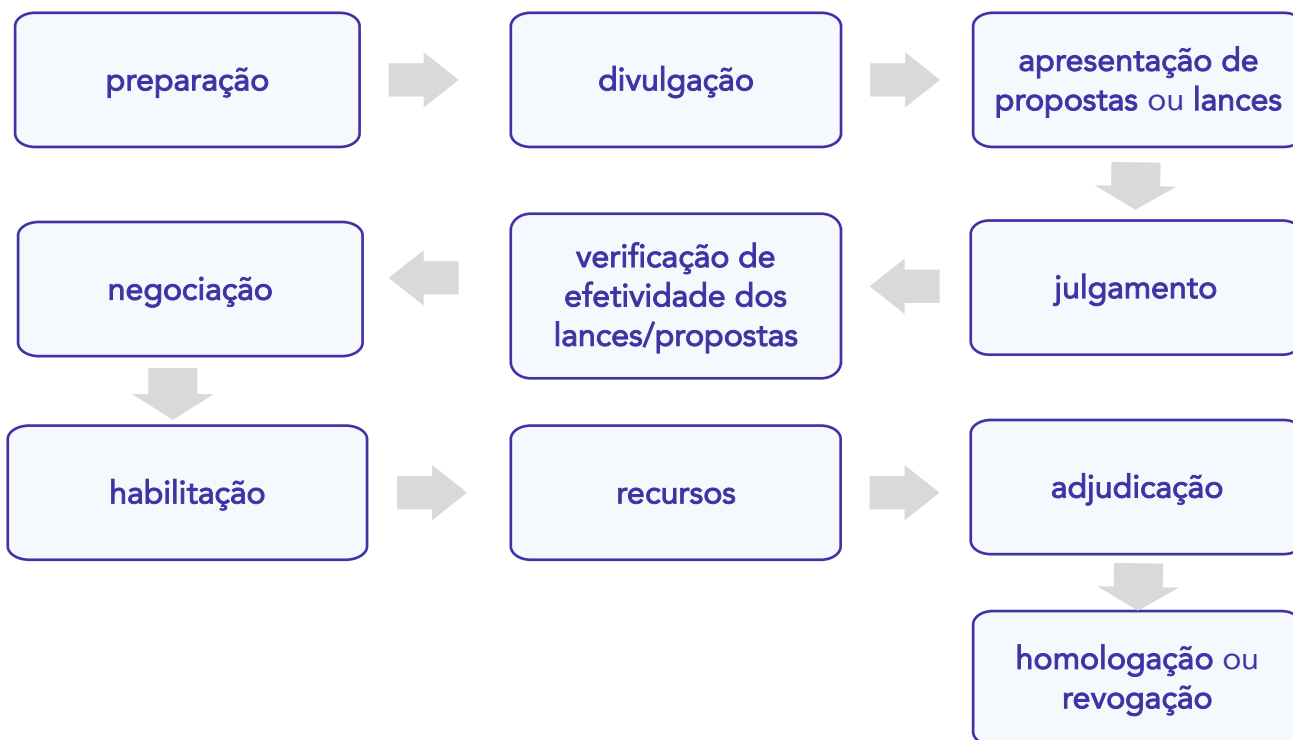 preparação
divulgação
apresentação de
propostas ou lances
julgamento
verificação de
efetividade dos
lances/propostas
negociação
habilitação
recursos
adjudicação
homologação ou
revogação